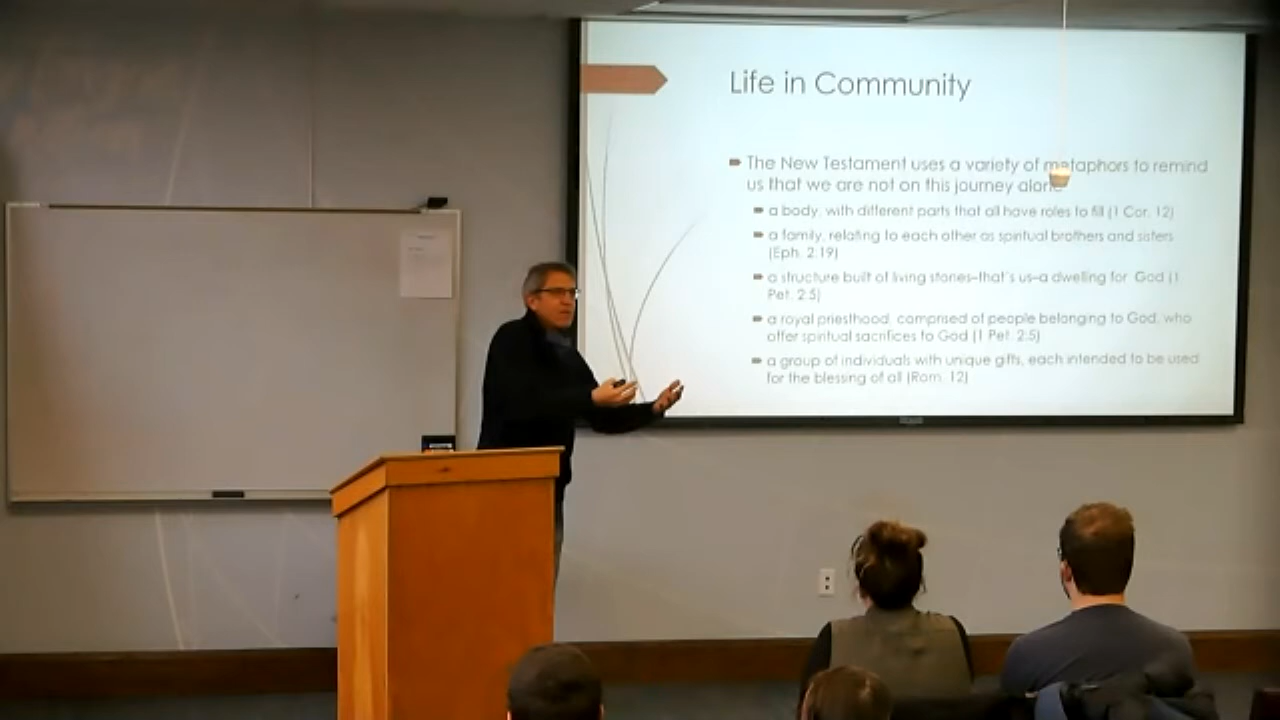 Life in Community
The New Testament uses a variety of metaphors to remind
us that we are not on this journey alone
a body, with different parts that all have roles to fill (1 Cor. 12)
a family, relating to each other as spiritual brothers and sisters
(Eph. 2:19)
a structure built of living stones–that's us–a dwelling for God (1
Pet. 2:5)
a royal priesthood, comprised of people belonging to God, who
offer spiritual sacrifices to God (1 Pet. 2:5)
a group of individuals with unique gifts, each intended to be used
for the blessing of all (Rom. 12)